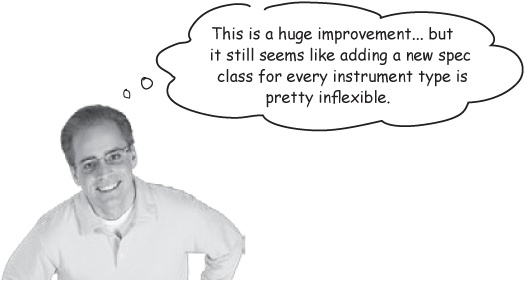 This is a huge improvement... but
it still seems like adding a new spec
class for every instrument type is
pretty inflexible.